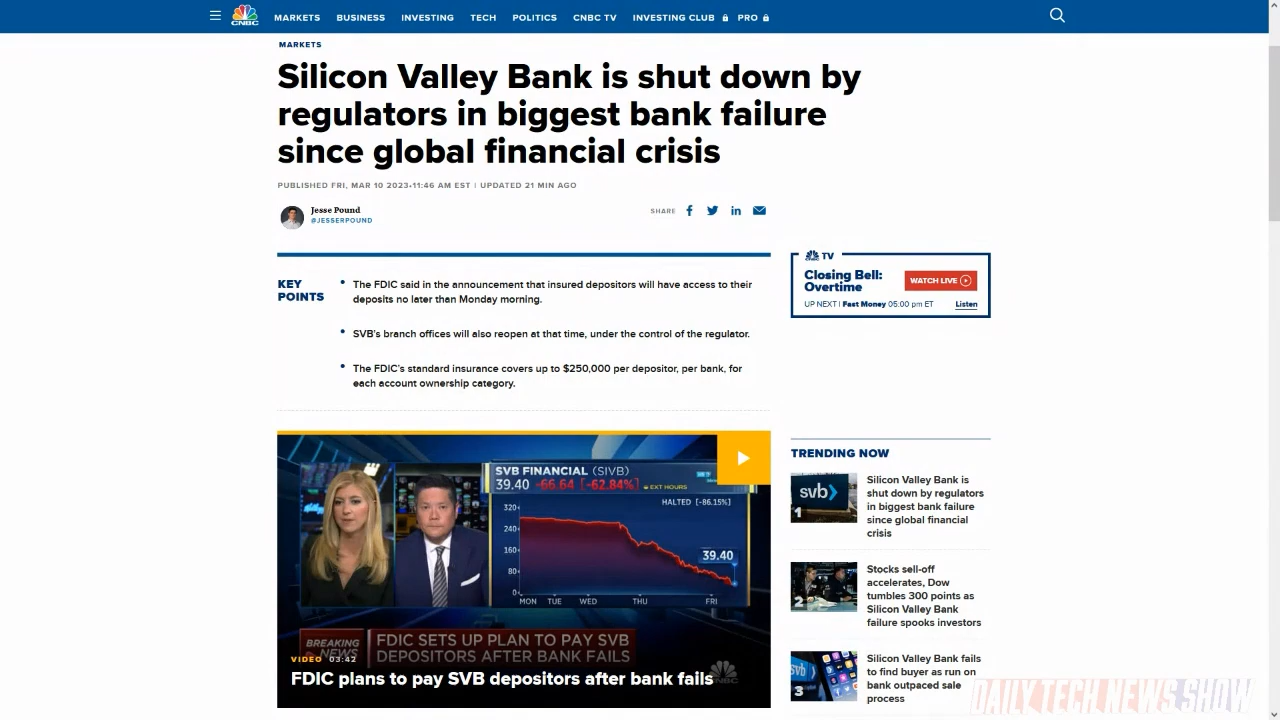 CNBC
MARKETS BUSINESS INVESTING TECH POLITICS CNBC TV INVESTING CLUB PRO
MARKETS
Silicon Valley Bank is shut down by
regulators in biggest bank failure
since global financial crisis
PUBLISHED FRI, MAR 10 2023•11:46 AM EST | UPDATED 21 MIN AGO
Jesse Pound
@JESSERPOUND
SHARE
KEY
POINTS
• The FDIC said in the announcement that insured depositors will have access to their
deposits no later than Monday morning.
• SVB's branch offices will also reopen at that time, under the control of the regulator.
• The FDIC's standard insurance covers up to $250,000 per depositor, per bank, for
each account ownership category.
TV
Closing Bell:
Overtime
WATCH LIVE
UP NEXT | Fast Money 05:00 pm ET
Listen
SVB FINANCIAL (SIVB)
39.40 -66.64 [-62.84%] EXT HOURS
HALTED [-86.15%]
320
240
160
80
0
39.40
MON TUE WED THU FRI
BREAKING
NEWS
FDIC SETS UP PLAN TO PAY SVB
DEPOSITORS AFTER BANK FAILS
VIDEO 03:42
FDIC plans to pay SVB depositors after bank fails
CNBC
TRENDING NOW
svb
1
Silicon Valley Bank is
shut down by regulators
in biggest bank failure
since global financial
crisis
2
Stocks sell-off
accelerates, Dow
tumbles 300 points as
Silicon Valley Bank
failure spooks investors
svb
3
Silicon Valley Bank fails
to find buyer as run on
bank outpaced sale
process
DAILY TECH NEWS SHOW